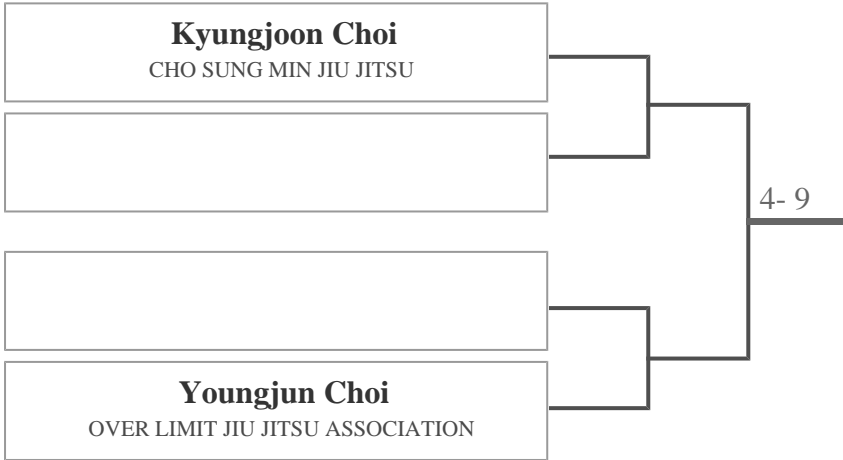 Kyungjoon Choi
CHO SUNG MIN JIU JITSU
4- 9
Youngjun Choi
OVER LIMIT JIU JITSU ASSOCIATION